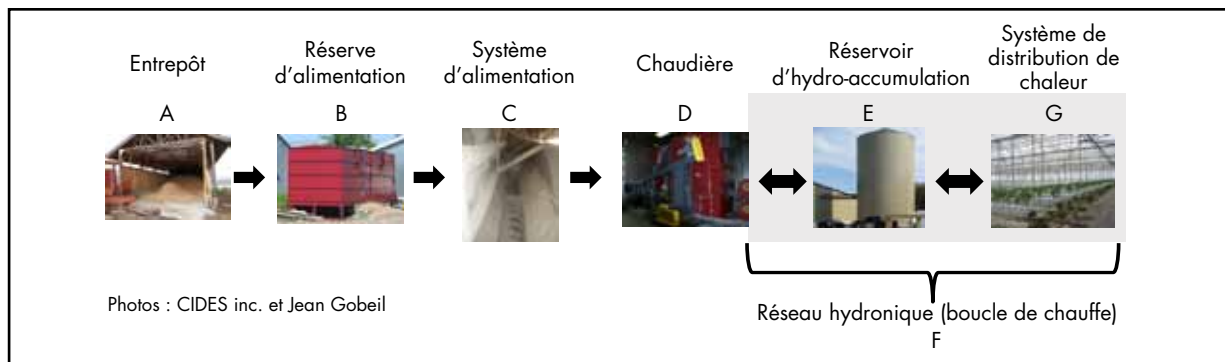 Entrepôt
A
Réserve
d'alimentation
B
Système
d'alimentation
C
Chaudière
D
Réservoir
d'hydro-accumulation
E
Système de
distribution de
chaleur
G
Photos : CIDES inc. et Jean Gobeil
Réseau hydronique (boucle de chauffe)
F